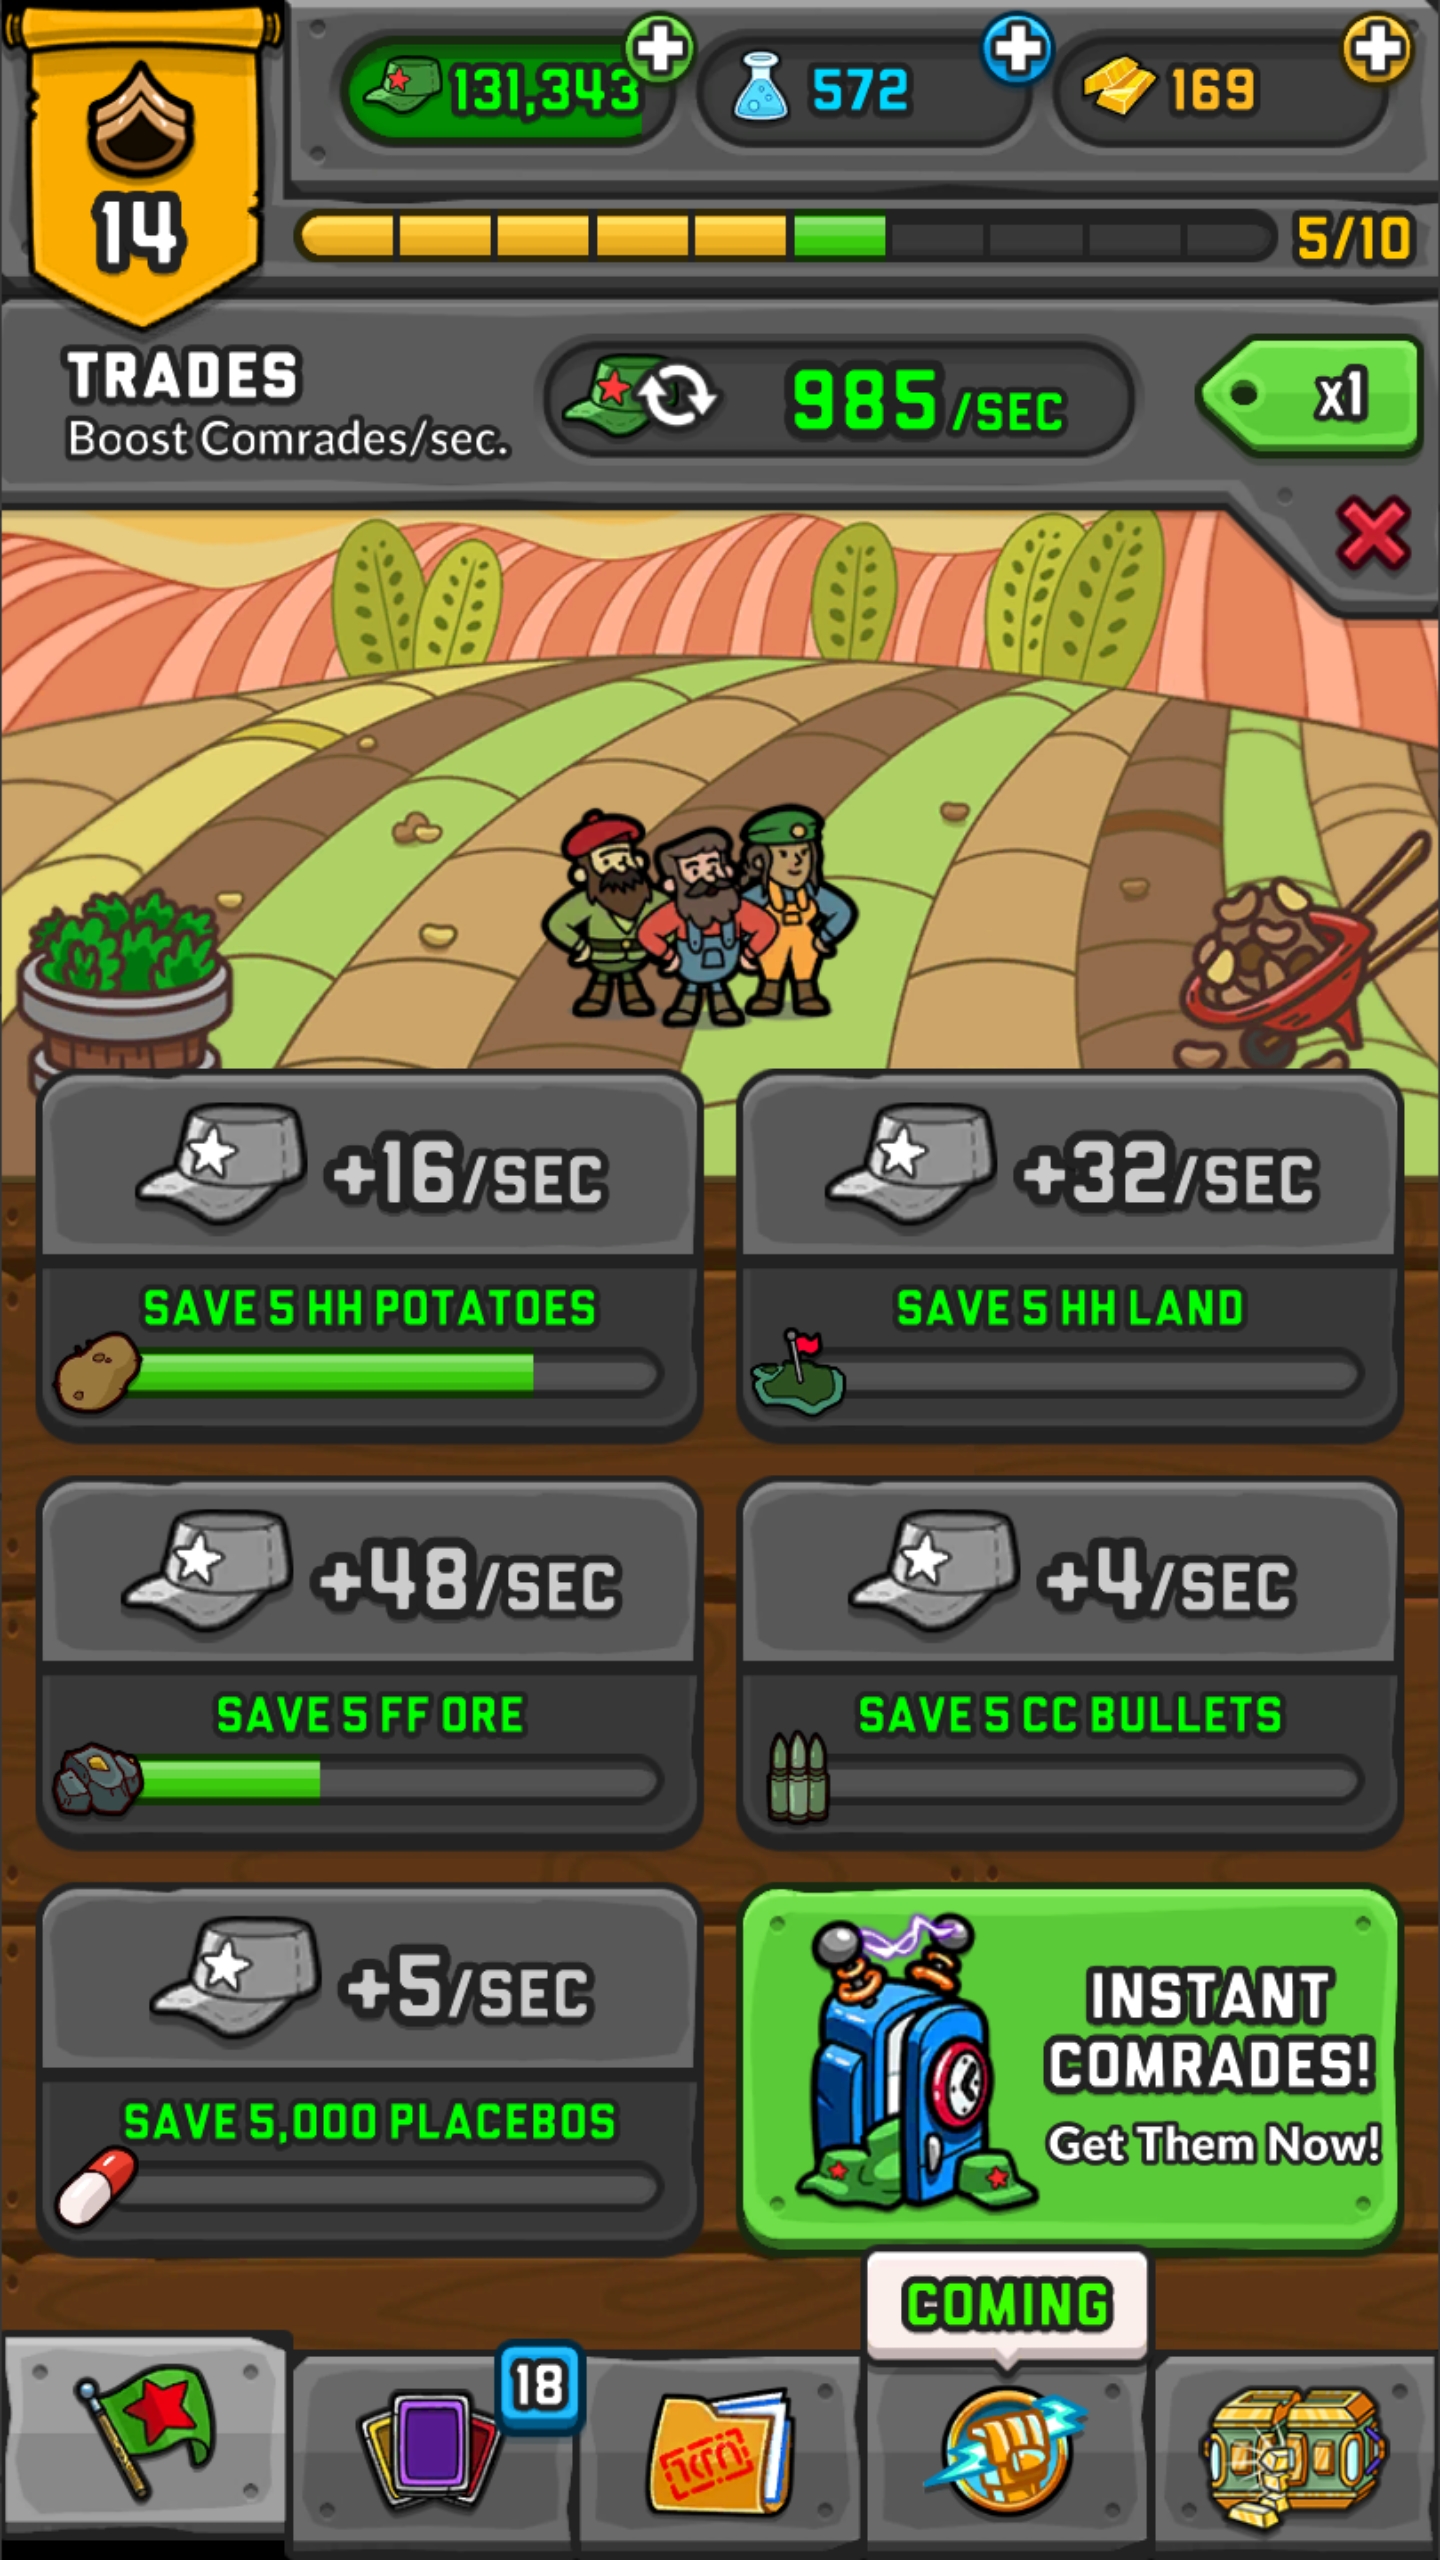 131,343
572
169
14
5/10
TRADES
Boost Comrades/sec.
985/SEC
x1
+16/SEC
+32/SEC
SAVE 5 HH POTATOES
SAVE 5 HH LAND
+48/SEC
+4/SEC
SAVE 5 FF ORE
SAVE 5 CC BULLETS
+5/SEC
SAVE 5,000 PLACEBOS
INSTANT
COMRADES!
Get Them Now!
COMING
18